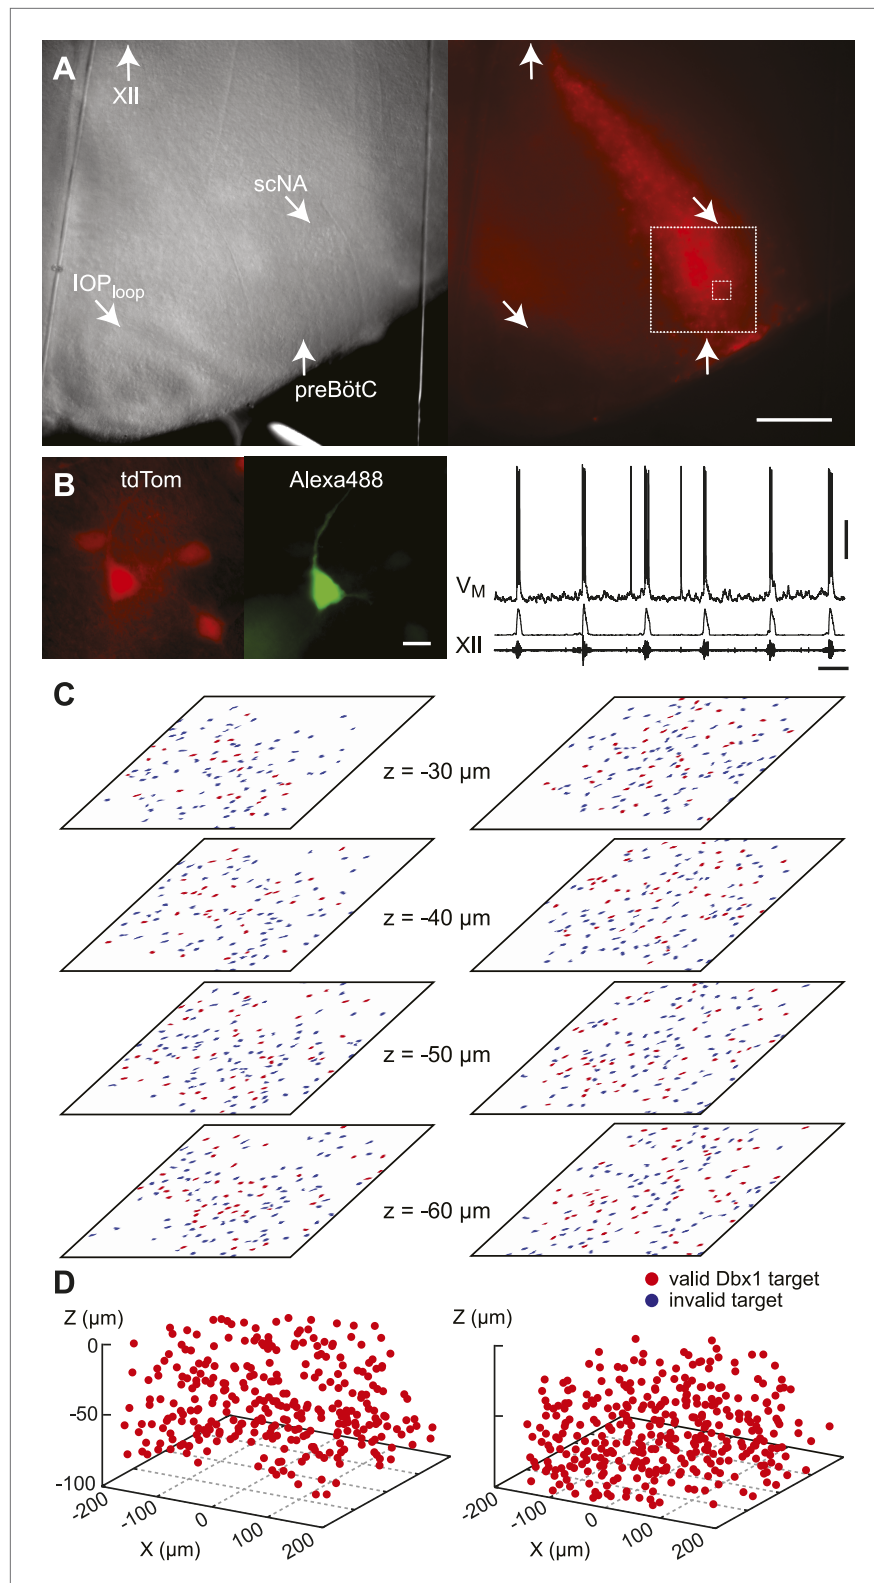 A
XII
scNA
IOPloop
preBötC
B
tdTom
Alexa488
VM
XII
C
z = -30 µm
z = -40 µm
z = -50 µm
z = -60 µm
valid Dbx1 target
invalid target
D
Z (µm)
0
-50
-100
-200
-100
0
100
200
X (µm)
Z (µm)
-200
-100
0
100
200
X (µm)